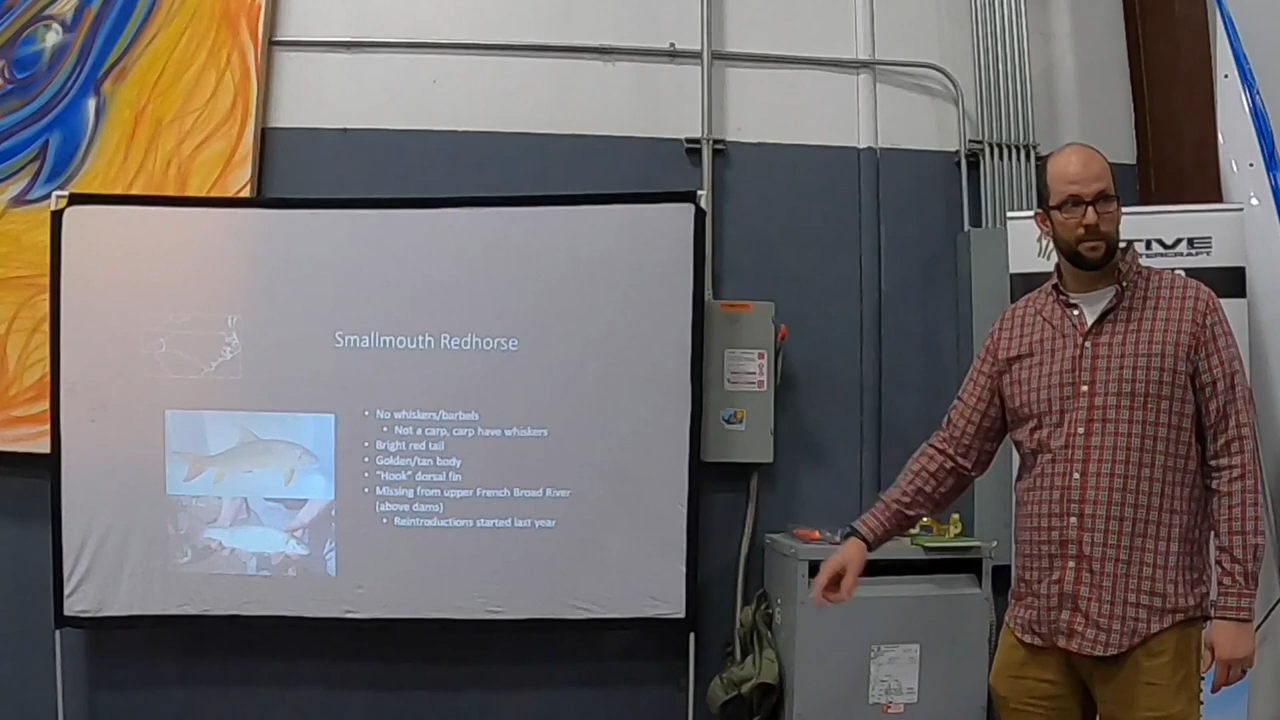 Smallmouth Redhorse
• No whiskers/barbels
• Not a carp, carp have whiskers
• Bright red tail
• Golden/tan body
• "Hook" dorsal fin
• Missing from upper French Broad River
(above dams)
• Reintroductions started last year
TIVE
TERCRAFT